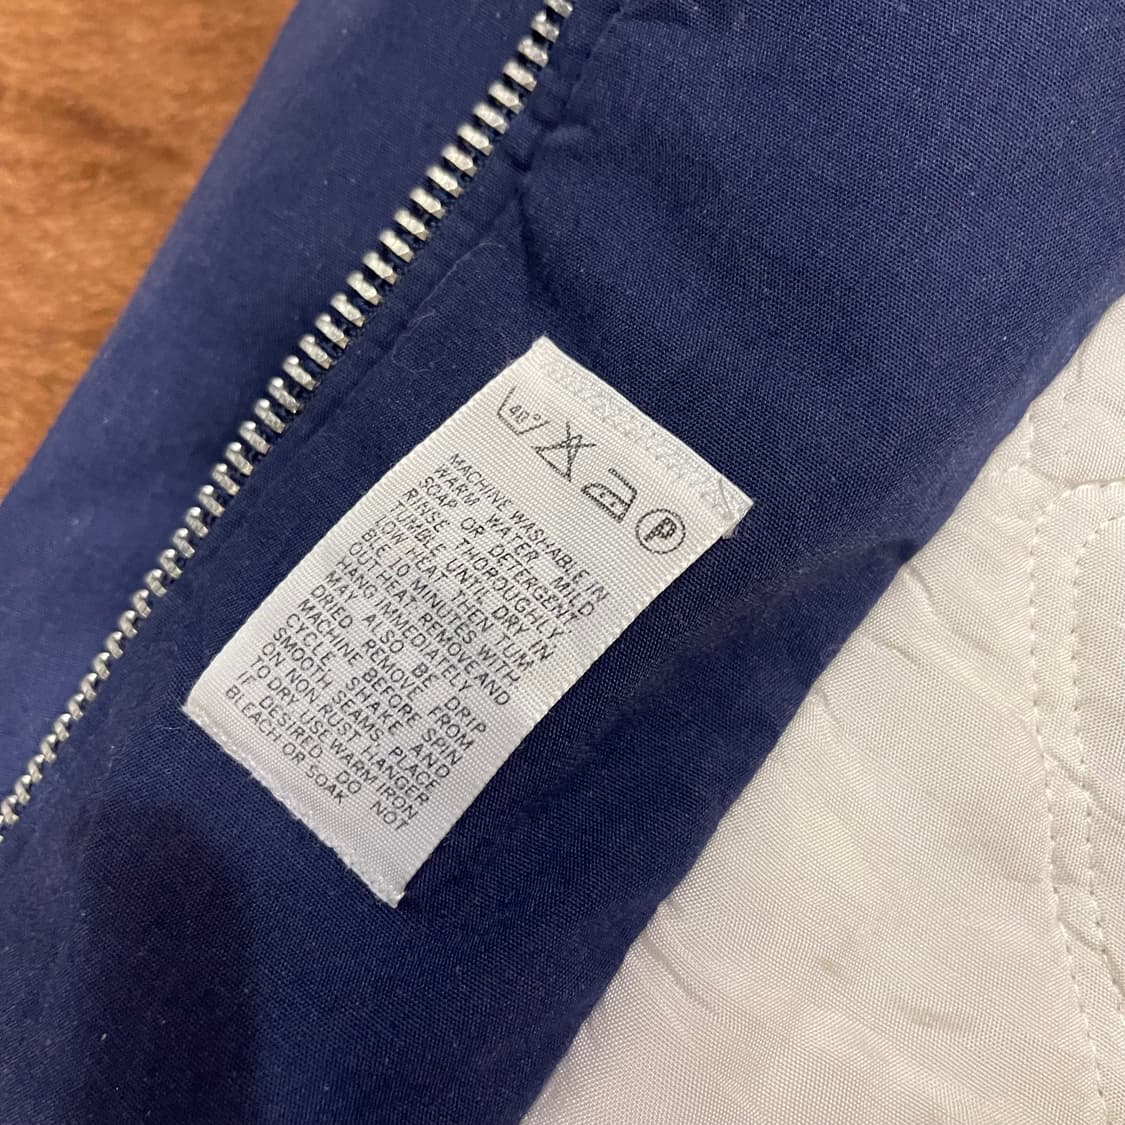 40°
P
MACHINE WASHABLE IN
WARM WATER, MILD
SOAP OR DETERGENT,
RINSE THOROUGHLY,
TUMBLE UNTIL DRY IN
LOW HEAT THEN TUM
BLE 10 MINUTES WITH
OUT HEAT, REMOVE AND
HANG IMMEDIATELY
MAY ALSO BE DRIP
DRIED. REMOVE FROM
MACHINE BEFORE SPIN
CYCLE. SHAKE AND
SMOOTH SEAMS. PLACE
ON NON RUST HANGER
TO DRY USE WARM IRON
IF DESIRED. DO NOT
BLEACH OR SOAK